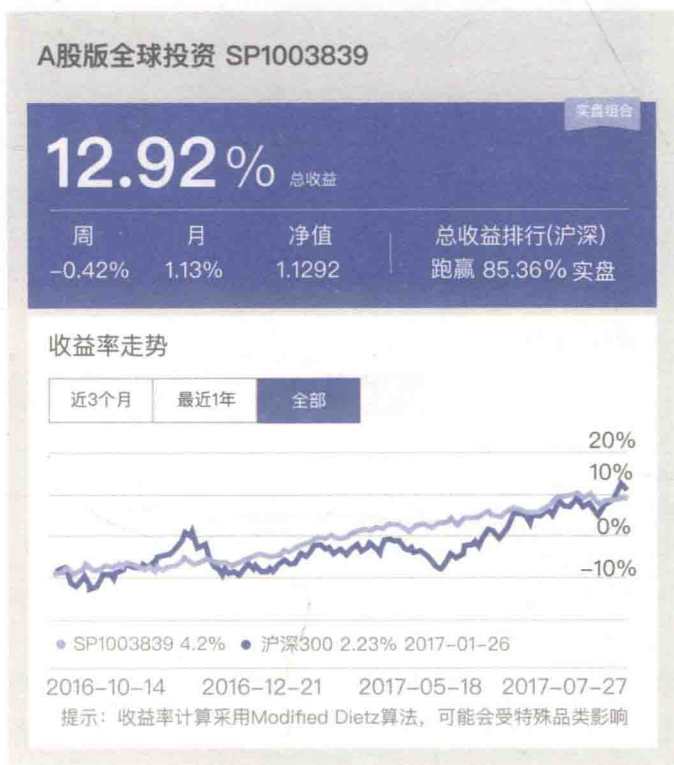 A股版全球投资 SP1003839
实盘组合
12.92% 总收益
周 月 净值 总收益排行(沪深)
-0.42% 1.13% 1.1292 跑赢 85.36% 实盘
收益率走势
近3个月 最近1年 全部
20%
10%
0%
-10%
SP1003839 4.2% 沪深300 2.23% 2017-01-26
2016-10-14 2016-12-21 2017-05-18 2017-07-27
提示：收益率计算采用Modified Dietz算法，可能会受特殊品类影响